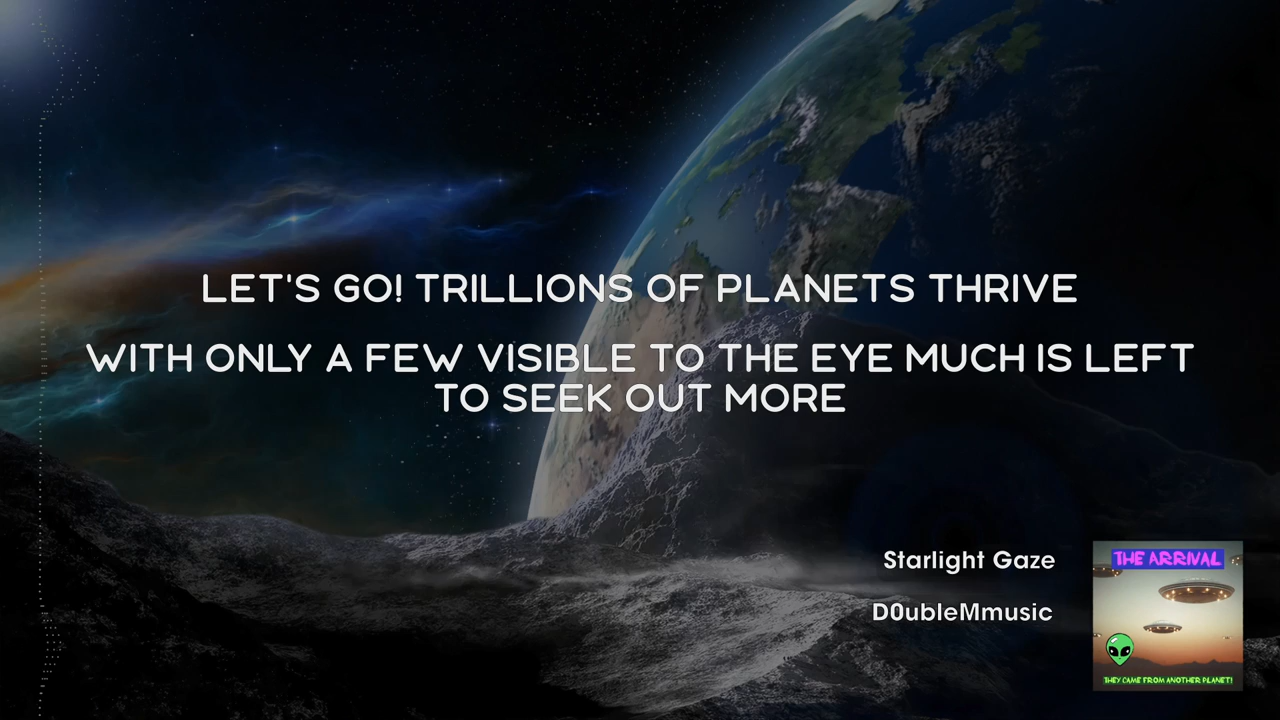 LET'S GO! TRILLIONS OF PLANETS THRIVE
WITH ONLY A FEW VISIBLE TO THE EYE MUCH IS LEFT
TO SEEK OUT MORE
Starlight Gaze
D0ubleMmusic
THE ARRIVAL
THEY CAME FROM ANOTHER PLANET!